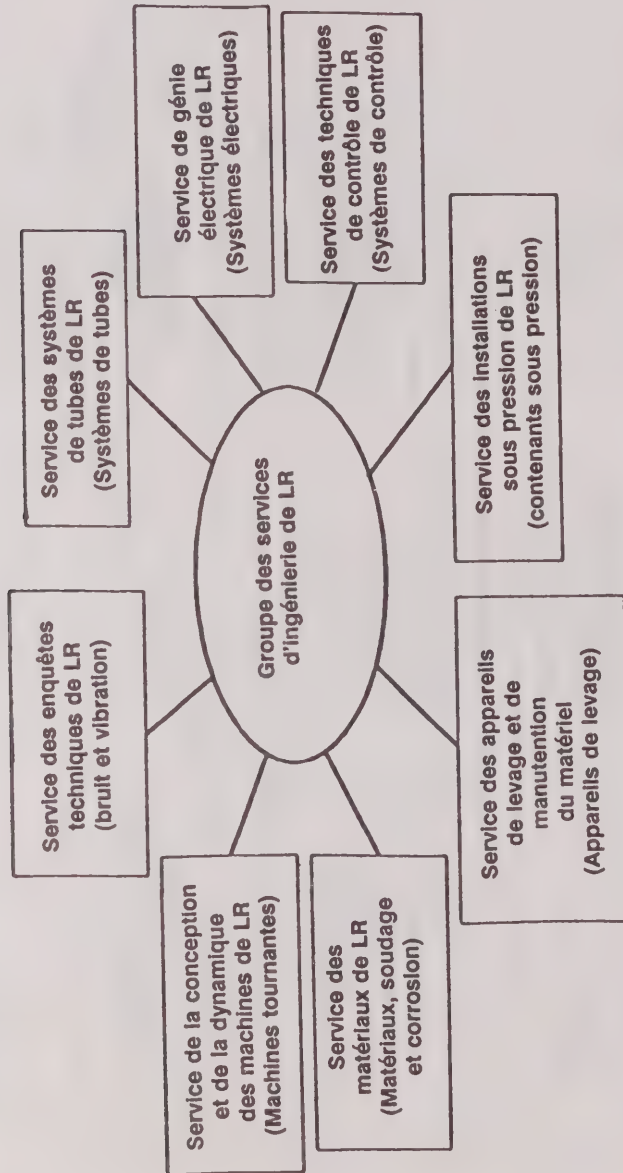 Service des enquêtes
techniques de LR
(bruit et vibration)
Service des systèmes
de tubes de LR
(Systèmes de tubes)
Service de génie
électrique de LR
(Systèmes électriques)
Service des techniques
de contrôle de LR
(Systèmes de contrôle)
Service des installations
sous pression de LR
(contenants sous pression)
Service des appareils
de levage et de
manutention
du matériel
(Appareils de levage)
Service des
matériaux de LR
(Matériaux, soudage
et corrosion)
Service de la conception
et de la dynamique
des machines de LR
(Machines tournantes)
Groupe des services
d'ingénierie de LR